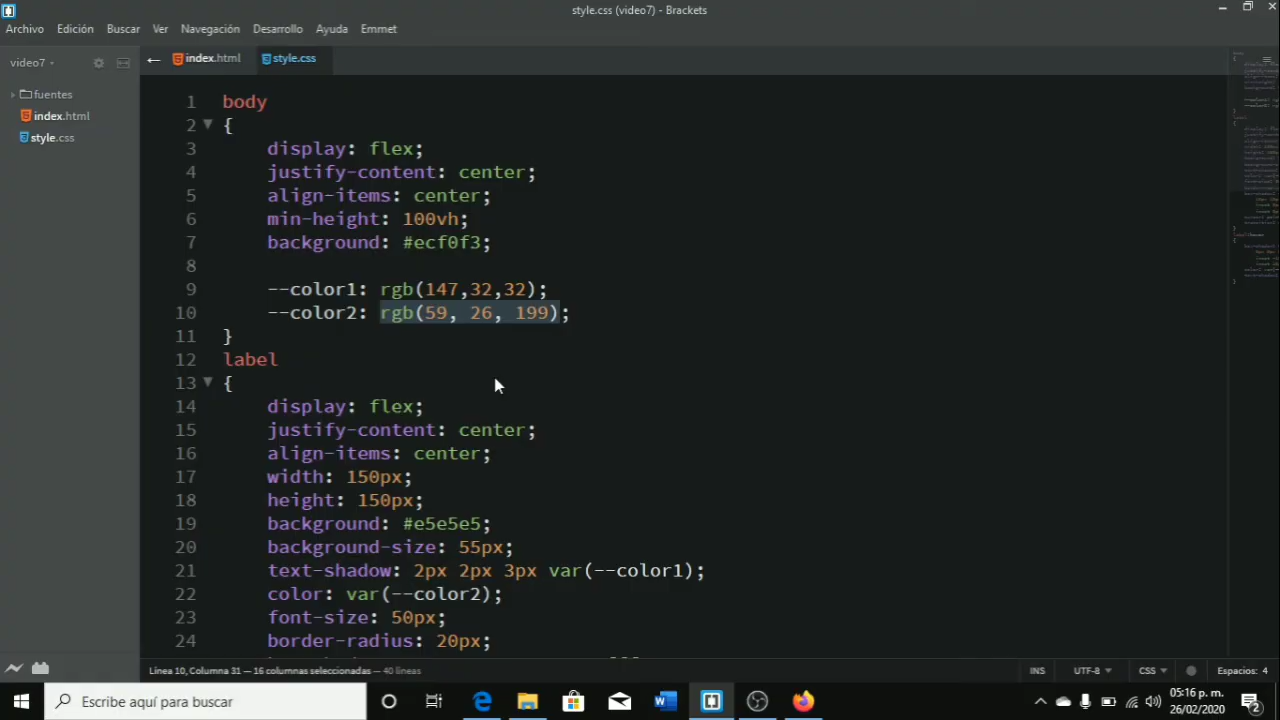 style.css (video7) - Brackets
Archivo Edición Buscar Ver Navegación Desarrollo Ayuda Emmet
video7
fuentes
index.html
style.css
index.html style.css
1 body
2 {
3 display: flex;
4 justify-content: center;
5 align-items: center;
6 min-height: 100vh;
7 background: #ecf0f3;
8
9 --color1: rgb(147,32,32);
10 --color2: rgb(59, 26, 199);
11 }
12 label
13 {
14 display: flex;
15 justify-content: center;
16 align-items: center;
17 width: 150px;
18 height: 150px;
19 background: #e5e5e5;
20 background-size: 55px;
21 text-shadow: 2px 2px 3px var(--color1);
22 color: var(--color2);
23 font-size: 50px;
24 border-radius: 20px;
Línea 10, Columna 31 — 16 columnas seleccionadas — 40 líneas
INS UTF-8 CSS Espacios: 4
Escribe aquí para buscar
05:16 p. m.
26/02/2020
2